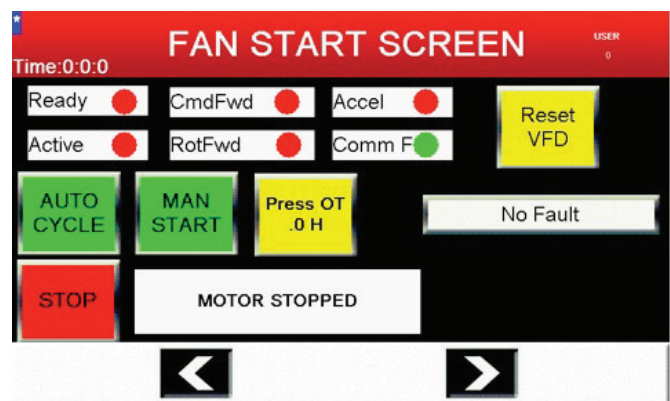 *
FAN START SCREEN
USER
0
Time:0:0:0
Ready
CmdFwd
Accel
Reset
VFD
Active
RotFwd
Comm F
AUTO
CYCLE
MAN
START
Press OT
.0 H
No Fault
STOP
MOTOR STOPPED